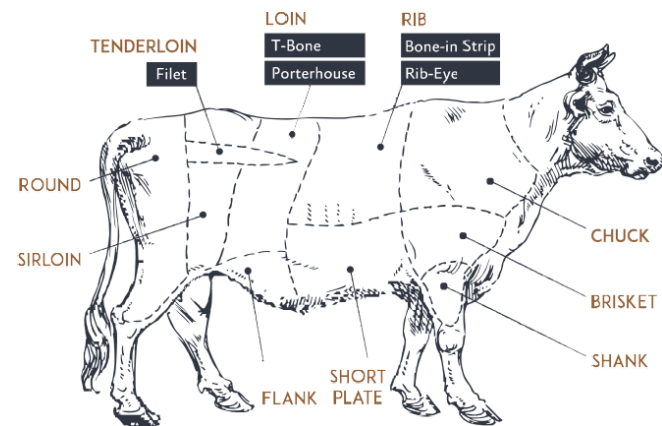 LOIN
RIB
TENDERLOIN
T-Bone
Bone-in Strip
Filet
Porterhouse
Rib-Eye
ROUND
SIRLOIN
CHUCK
BRISKET
SHANK
FLANK
SHORT
PLATE